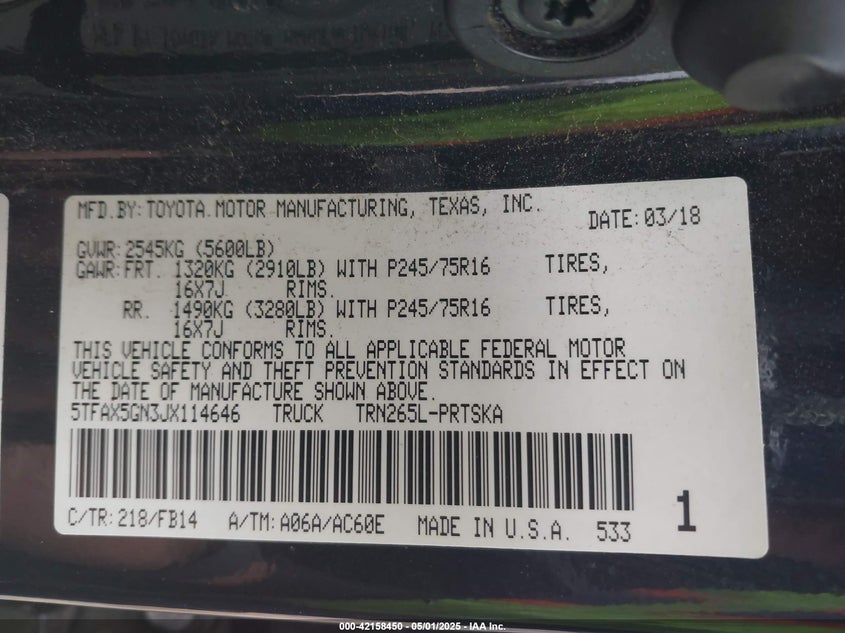 MFD.BY:TOYOTA MOTOR MANUFACTURING, TEXAS, INC.
DATE:03/18
GVWR:2545KG (5600LB)
GAWR:FRT. 1320KG (2910LB) WITH P245/75R16 TIRES,
16X7J RIMS.
RR. 1490KG (3280LB) WITH P245/75R16 TIRES,
16X7J RIMS.
THIS VEHICLE CONFORMS TO ALL APPLICABLE FEDERAL MOTOR
VEHICLE SAFETY AND THEFT PREVENTION STANDARDS IN EFFECT ON
THE DATE OF MANUFACTURE SHOWN ABOVE.
5TFAX5GN3JX114646 TRUCK TRN265L-PRTSKA
C/TR:218/FB14 A/TM:A06A/AC60E MADE IN U.S.A. 533
1
000-42158450 - 05/01/2025 - IAA Inc.